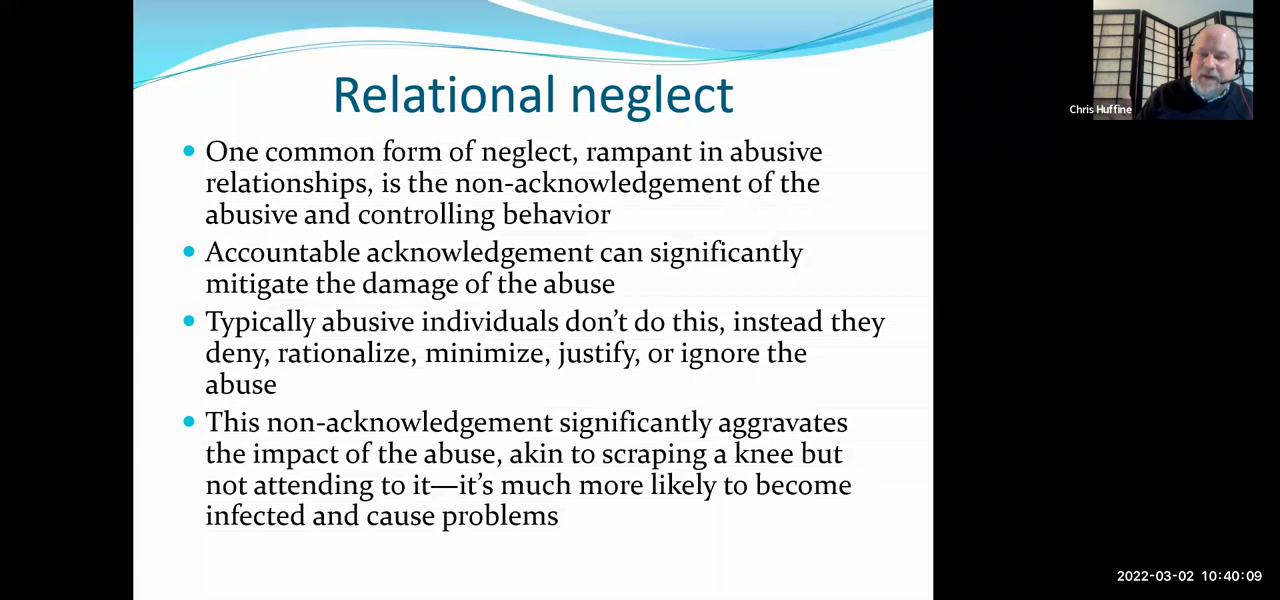 Relational neglect
One common form of neglect, rampant in abusive
relationships, is the non-acknowledgement of the
abusive and controlling behavior
Accountable acknowledgement can significantly
mitigate the damage of the abuse
Typically abusive individuals don't do this, instead they
deny, rationalize, minimize, justify, or ignore the
abuse
This non-acknowledgement significantly aggravates
the impact of the abuse, akin to scraping a knee but
not attending to it—it's much more likely to become
infected and cause problems
Chris Huffine
2022-03-02 10:40:09